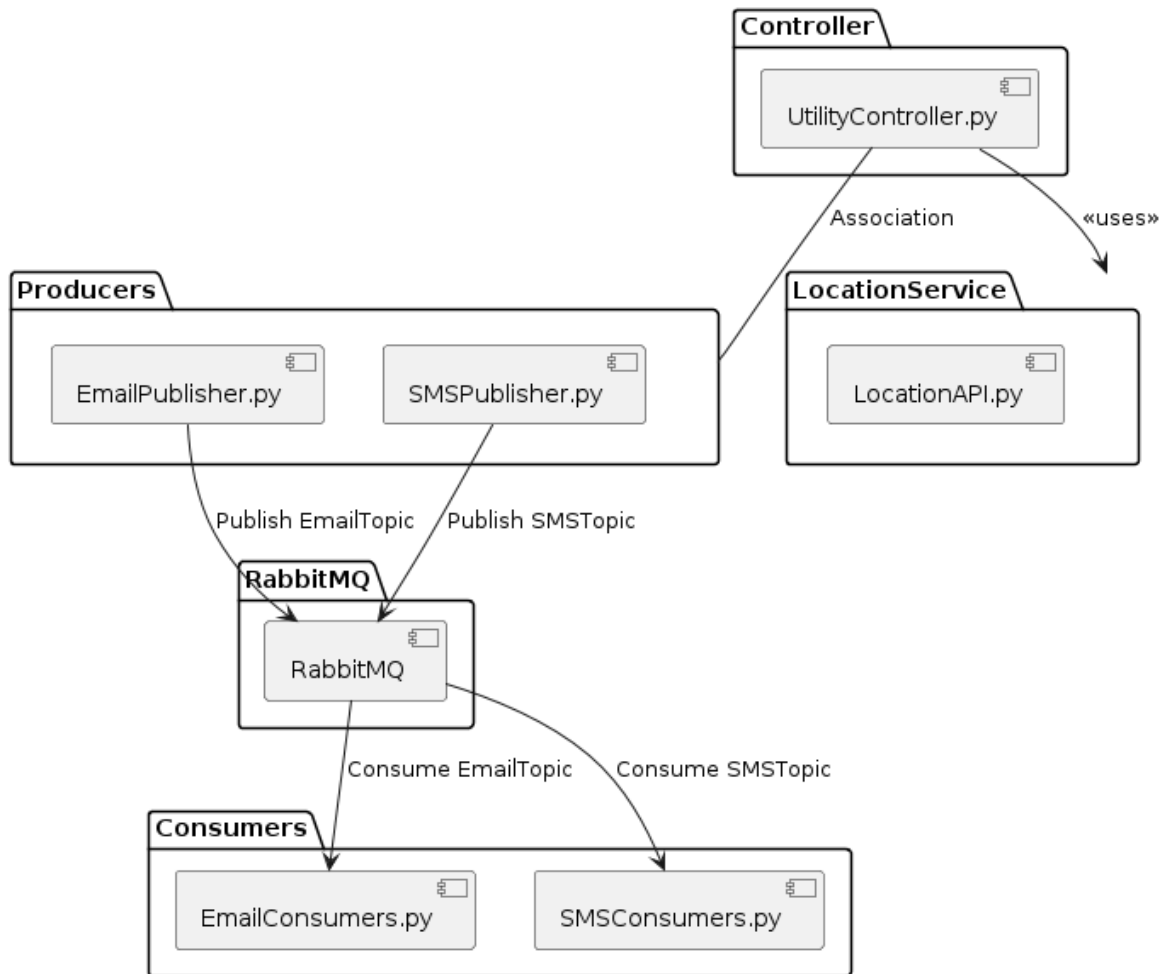 Controller
UtilityController.py
Association
«uses»
Producers
LocationService
EmailPublisher.py
SMSPublisher.py
LocationAPI.py
Publish EmailTopic
Publish SMSTopic
RabbitMQ
RabbitMQ
Consume EmailTopic
Consume SMSTopic
Consumers
EmailConsumers.py
SMSConsumers.py